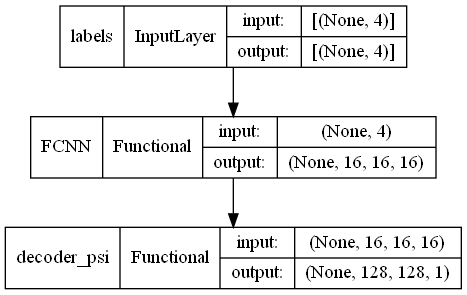 labels InputLayer input: [(None, 4)]
output: [(None, 4)]
FCNN Functional input: (None, 4)
output: (None, 16, 16, 16)
decoder_psi Functional input: (None, 16, 16, 16)
output: (None, 128, 128, 1)